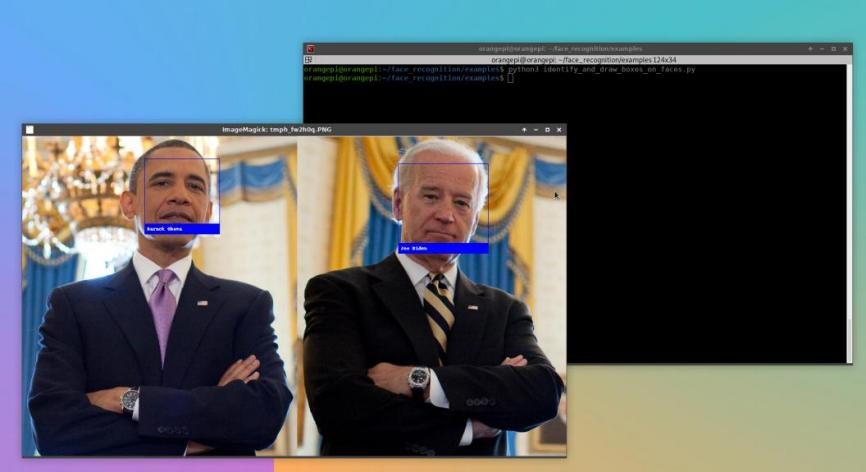 orangepi@orangepi: ~/face_recognition/examples
orangepi@orangepi: ~/face_recognition/examples 124x34
orangepi@orangepi:~/face_recognition/examples$ python3 identify_and_draw_boxes_on_faces.py
orangepi@orangepi:~/face_recognition/examples$
ImageMagick: tmph_fw2h0q.PNG
Barack Obama
Joe Biden